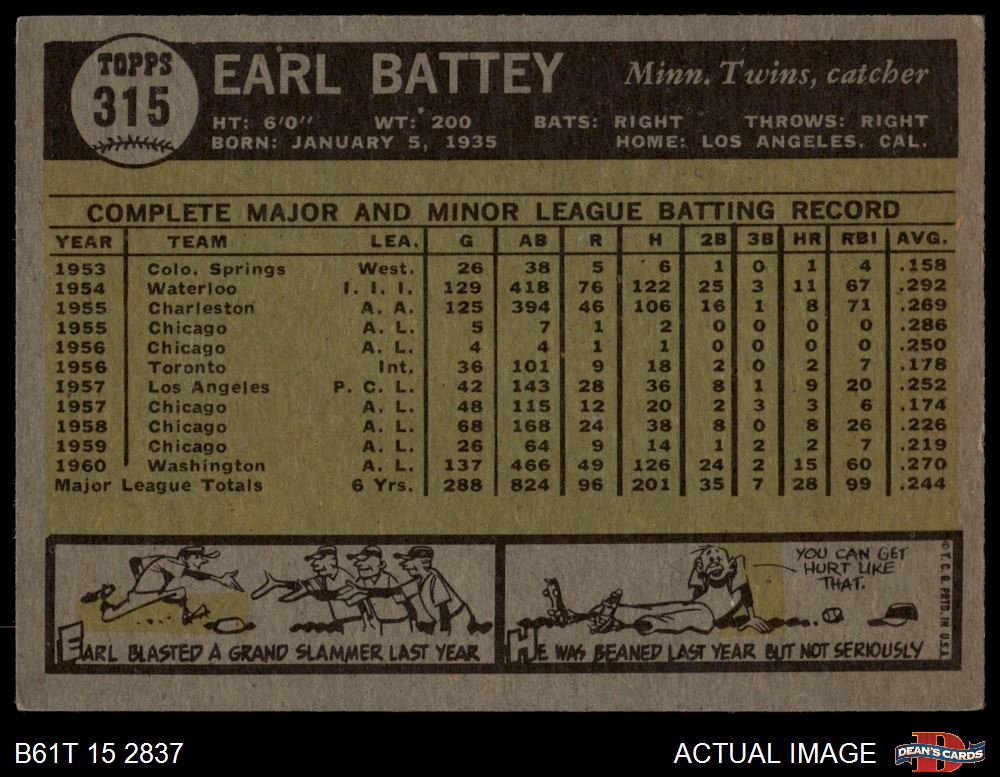 TOPPS
315
EARL BATTEY
Minn. Twins, catcher
HT: 6'0" WT: 200 BATS: RIGHT THROWS: RIGHT
BORN: JANUARY 5, 1935 HOME: LOS ANGELES, CAL.
COMPLETE MAJOR AND MINOR LEAGUE BATTING RECORD
YEAR TEAM LEA. G AB R H 2B 3B HR RBI AVG.
1953 Colo. Springs West. 26 38 5 6 1 0 1 4 .158
1954 Waterloo I. I. I. 129 418 76 122 25 3 11 67 .292
1955 Charleston A. A. 125 394 46 106 16 1 8 71 .269
1955 Chicago A. L. 5 7 1 2 0 0 0 0 .286
1956 Chicago A. L. 4 4 1 1 0 0 0 0 .250
1956 Toronto Int. 36 101 9 18 2 0 2 7 .178
1957 Los Angeles P. C. L. 42 143 28 36 8 1 9 20 .252
1957 Chicago A. L. 48 115 12 20 2 3 3 6 .174
1958 Chicago A. L. 68 168 24 38 8 0 8 26 .226
1959 Chicago A. L. 26 64 9 14 1 2 2 7 .219
1960 Washington A. L. 137 466 49 126 24 2 15 60 .270
Major League Totals 6 Yrs. 288 824 96 201 35 7 28 99 .244
EARL BLASTED A GRAND SLAMMER LAST YEAR
YOU CAN GET
HURT LIKE
THAT.
HE WAS BEANED LAST YEAR BUT NOT SERIOUSLY
© T. C. G. PRTD. IN U.S.A.
B61T 15 2837
ACTUAL IMAGE
D
DEAN'S CARDS